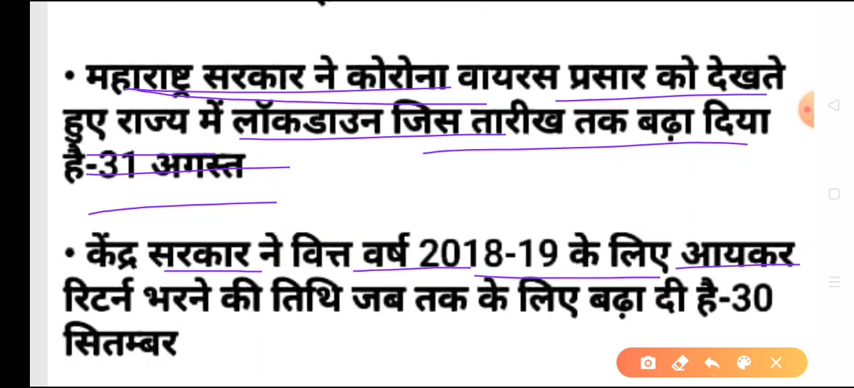 • महाराष्ट्र सरकार ने कोरोना वायरस प्रसार को देखते
हुए राज्य में लॉकडाउन जिस तारीख तक बढ़ा दिया
है-31 अगस्त
• केंद्र सरकार ने वित्त वर्ष 2018-19 के लिए आयकर
रिटर्न भरने की तिथि जब तक के लिए बढ़ा दी है-30
सितम्बर